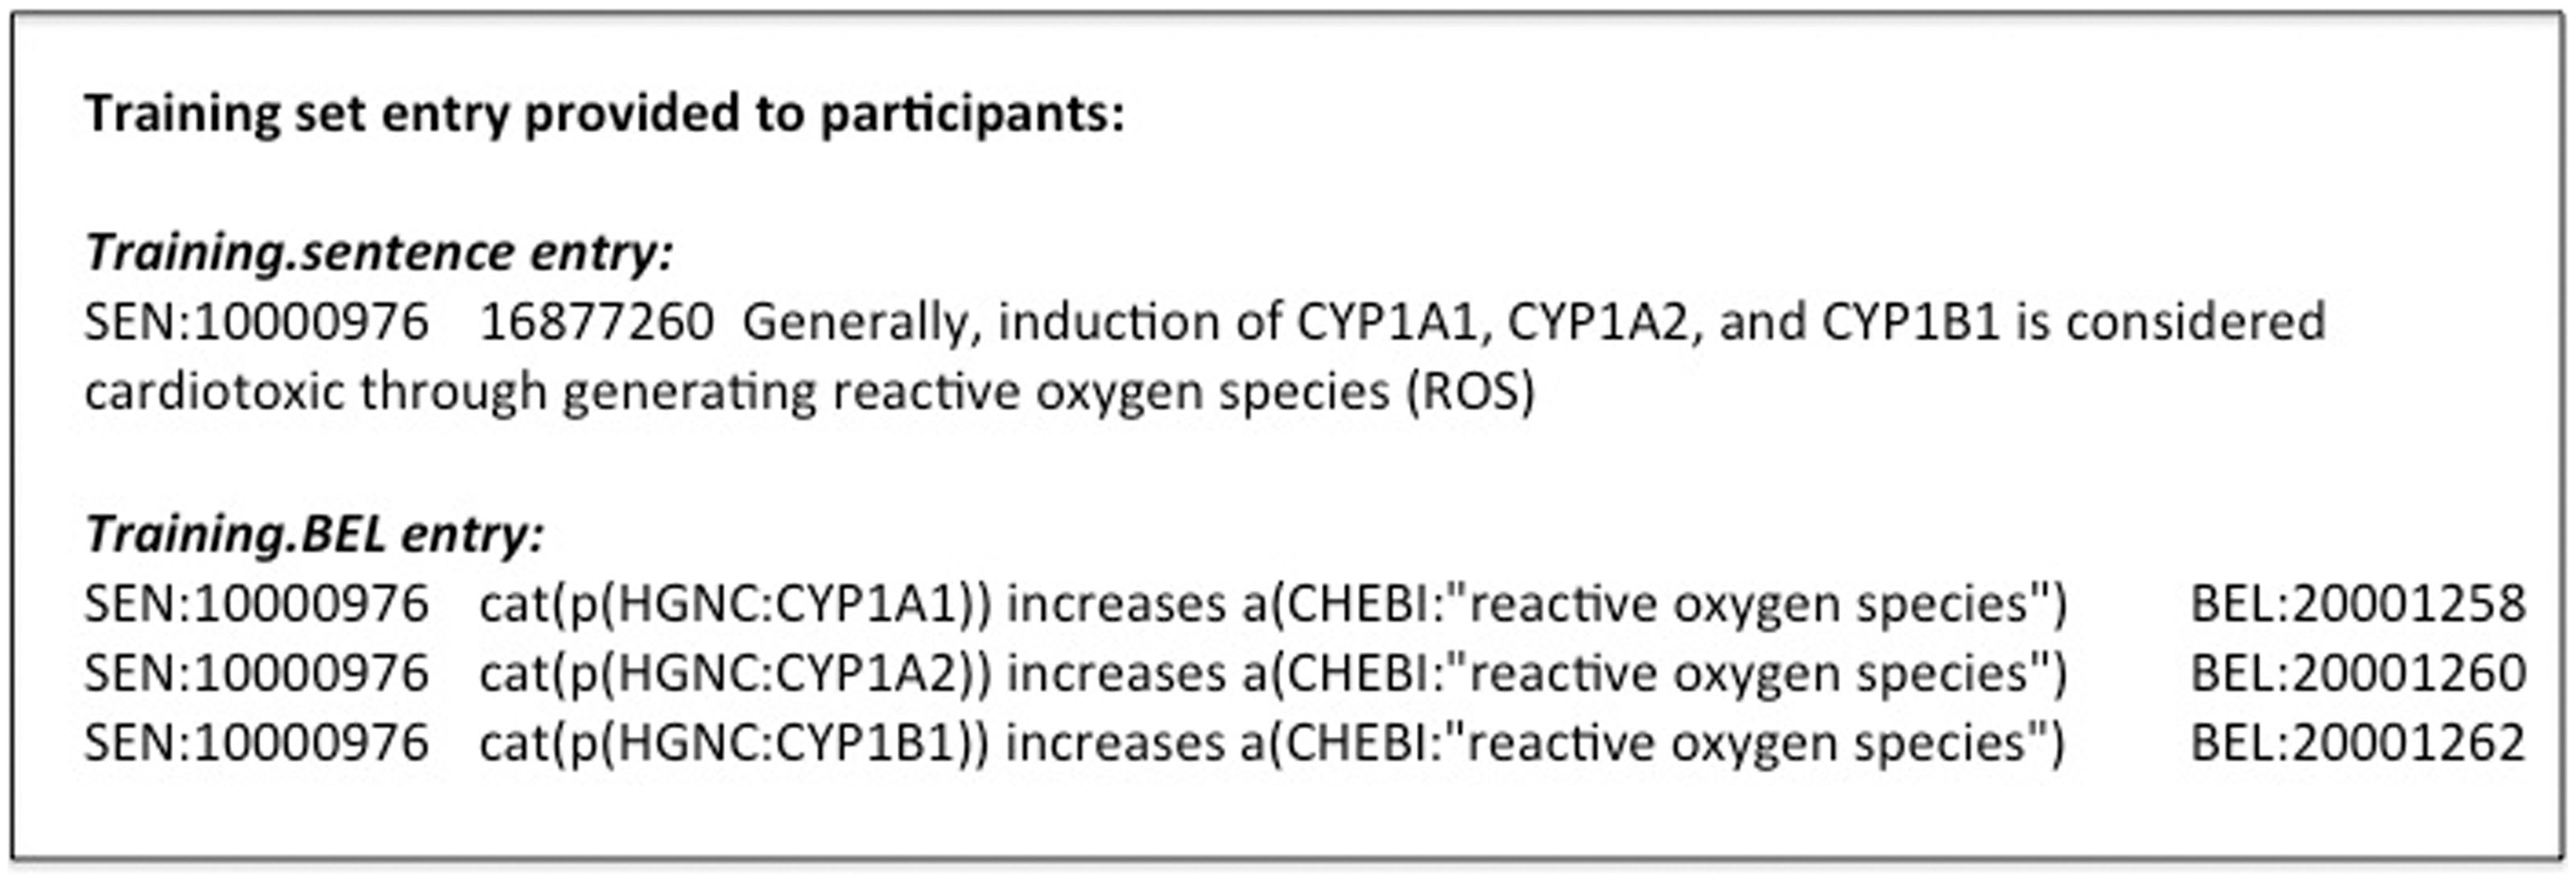 Training set entry provided to participants:
Training.sentence entry:
SEN:10000976 16877260 Generally, induction of CYP1A1, CYP1A2, and CYP1B1 is considered
cardiotoxic through generating reactive oxygen species (ROS)
Training.BEL entry:
SEN:10000976 cat(p(HGNC:CYP1A1)) increases a(CHEBI:"reactive oxygen species") BEL:20001258
SEN:10000976 cat(p(HGNC:CYP1A2)) increases a(CHEBI:"reactive oxygen species") BEL:20001260
SEN:10000976 cat(p(HGNC:CYP1B1)) increases a(CHEBI:"reactive oxygen species") BEL:20001262